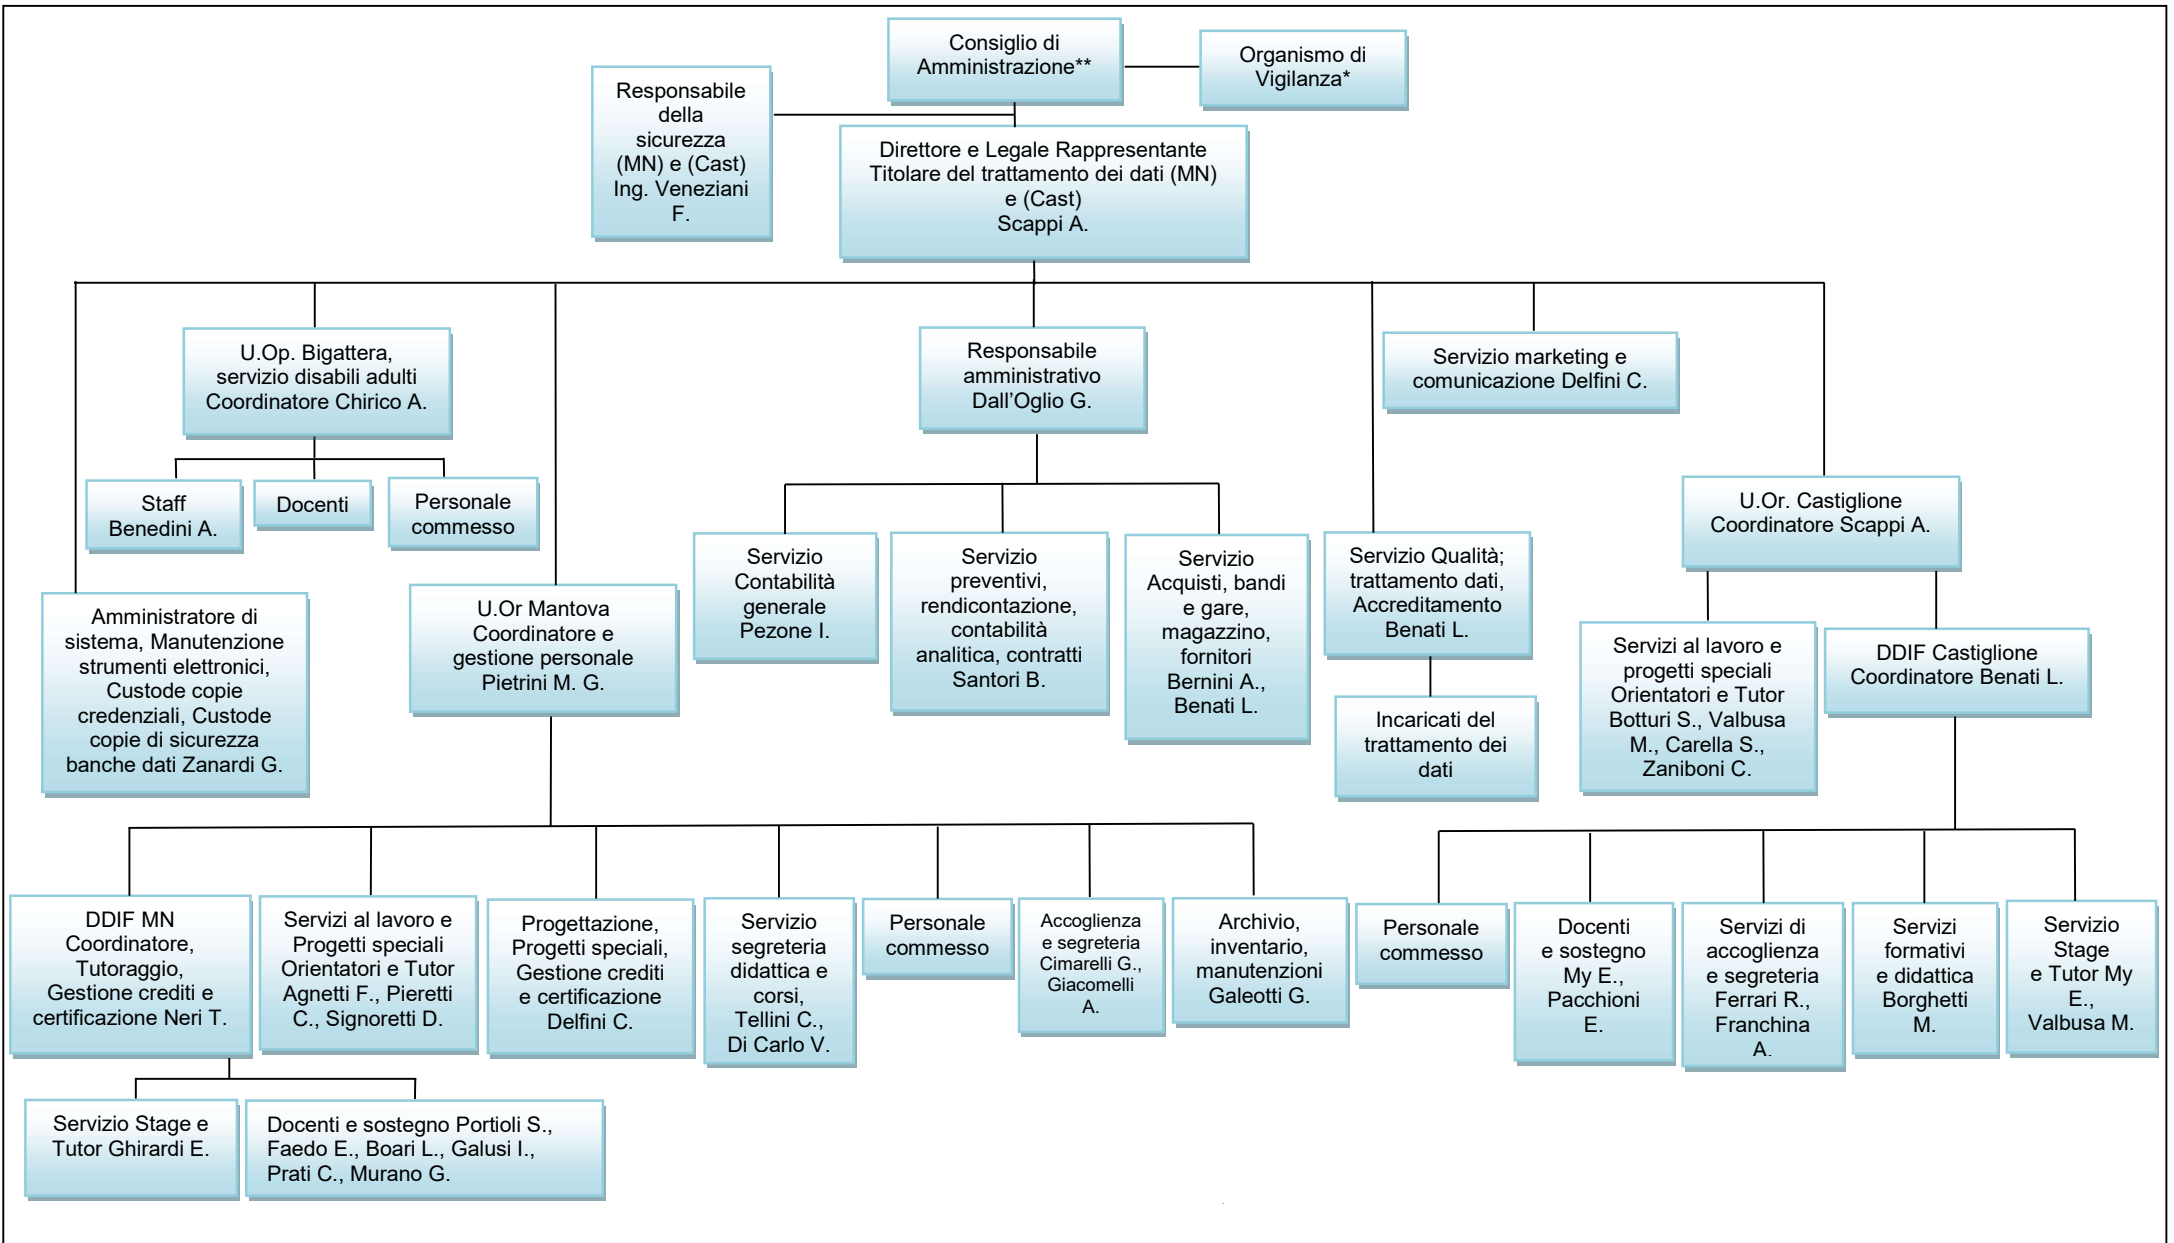 Consiglio di
Amministrazione**
Organismo di
Vigilanza*
Responsabile
della
sicurezza
(MN) e (Cast)
Ing. Veneziani
F.
Direttore e Legale Rappresentante
Titolare del trattamento dei dati (MN)
e (Cast)
Scappi A.
U.Op. Bigattera,
servizio disabili adulti
Coordinatore Chirico A.
Responsabile
amministrativo
Dall'Oglio G.
Servizio marketing e
comunicazione Delfini C.
Staff
Benedini A.
Docenti
Personale
commesso
U.Or. Castiglione
Coordinatore Scappi A.
Amministratore di
sistema, Manutenzione
strumenti elettronici,
Custode copie
credenziali, Custode
copie di sicurezza
banche dati Zanardi G.
U.Or Mantova
Coordinatore e
gestione personale
Pietrini M. G.
Servizio
Contabilità
generale
Pezone I.
Servizio
preventivi,
rendicontazione,
contabilità
analitica, contratti
Santori B.
Servizio
Acquisti, bandi
e gare,
magazzino,
fornitori
Bernini A.,
Benati L.
Servizio Qualità;
trattamento dati,
Accreditamento
Benati L.
Incaricati del
trattamento dei
dati
Servizi al lavoro e
progetti speciali
Orientatori e Tutor
Botturi S., Valbusa
M., Carella S.,
Zaniboni C.
DDIF Castiglione
Coordinatore Benati L.
DDIF MN
Coordinatore,
Tutoraggio,
Gestione crediti e
certificazione Neri T.
Servizi al lavoro e
Progetti speciali
Orientatori e Tutor
Agnetti F., Pieretti
C., Signoretti D.
Progettazione,
Progetti speciali,
Gestione crediti
e certificazione
Delfini C.
Servizio
segreteria
didattica e
corsi,
Tellini C.,
Di Carlo V.
Personale
commesso
Accoglienza
e segreteria
Cimarelli G.,
Giacomelli
A.
Archivio,
inventario,
manutenzioni
Galeotti G.
Personale
commesso
Docenti
e sostegno
My E.,
Pacchioni
E.
Servizi di
accoglienza
e segreteria
Ferrari R.,
Franchina
A.
Servizi
formativi
e didattica
Borghetti
M.
Servizio
Stage
e Tutor My
E.,
Valbusa M.
Servizio Stage e
Tutor Ghirardi E.
Docenti e sostegno Portioli S.,
Faedo E., Boari L., Galusi I.,
Prati C., Murano G.